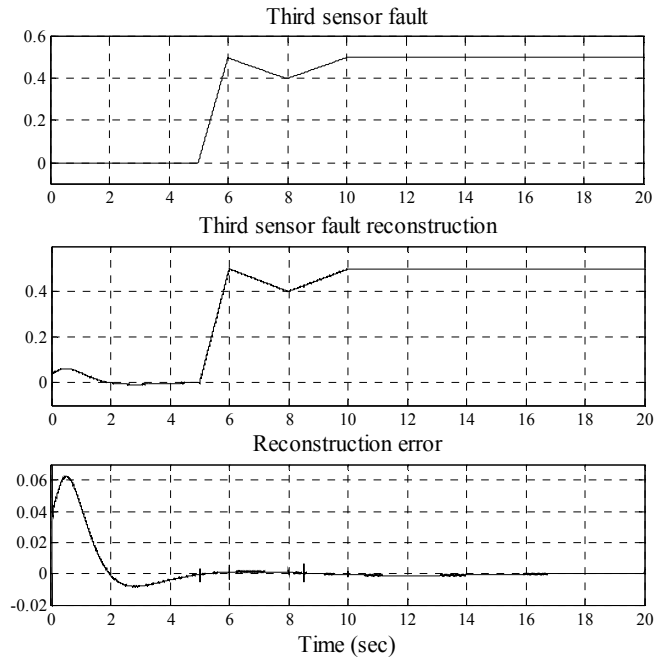 Third sensor fault
0.6
0.4
0.2
0
0 2 4 6 8 10 12 14 16 18 20
Third sensor fault reconstruction
0.4
0.2
0
0 2 4 6 8 10 12 14 16 18 20
Reconstruction error
0.06
0.04
0.02
0
-0.02
0 2 4 6 8 10 12 14 16 18 20
Time (sec)